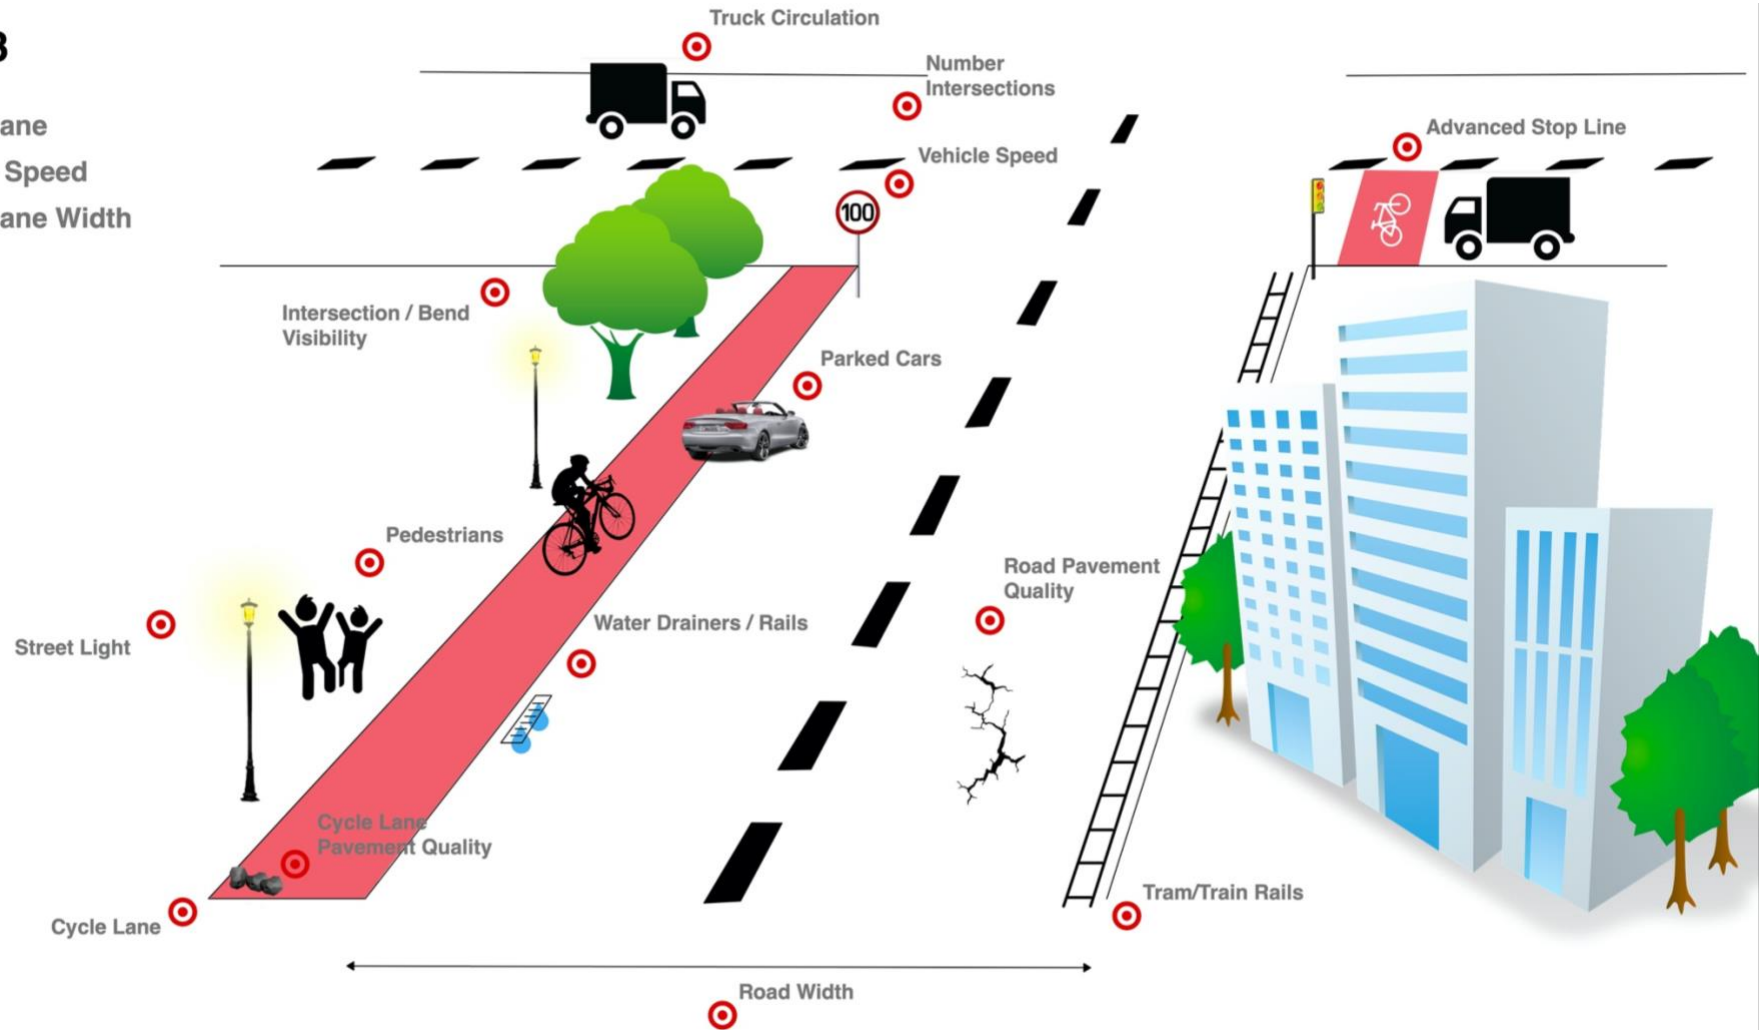 Truck Circulation
Number
Intersections
ane
Advanced Stop Line
Vehicle Speed
Speed
100
ane Width
Intersection / Bend
Visibility
Parked Cars
Pedestrians
Road Pavement
Quality
Water Drainers / Rails
Street Light
Cycle Lane
Pavement Quality
Tram/Train Rails
Cycle Lane
Road Width